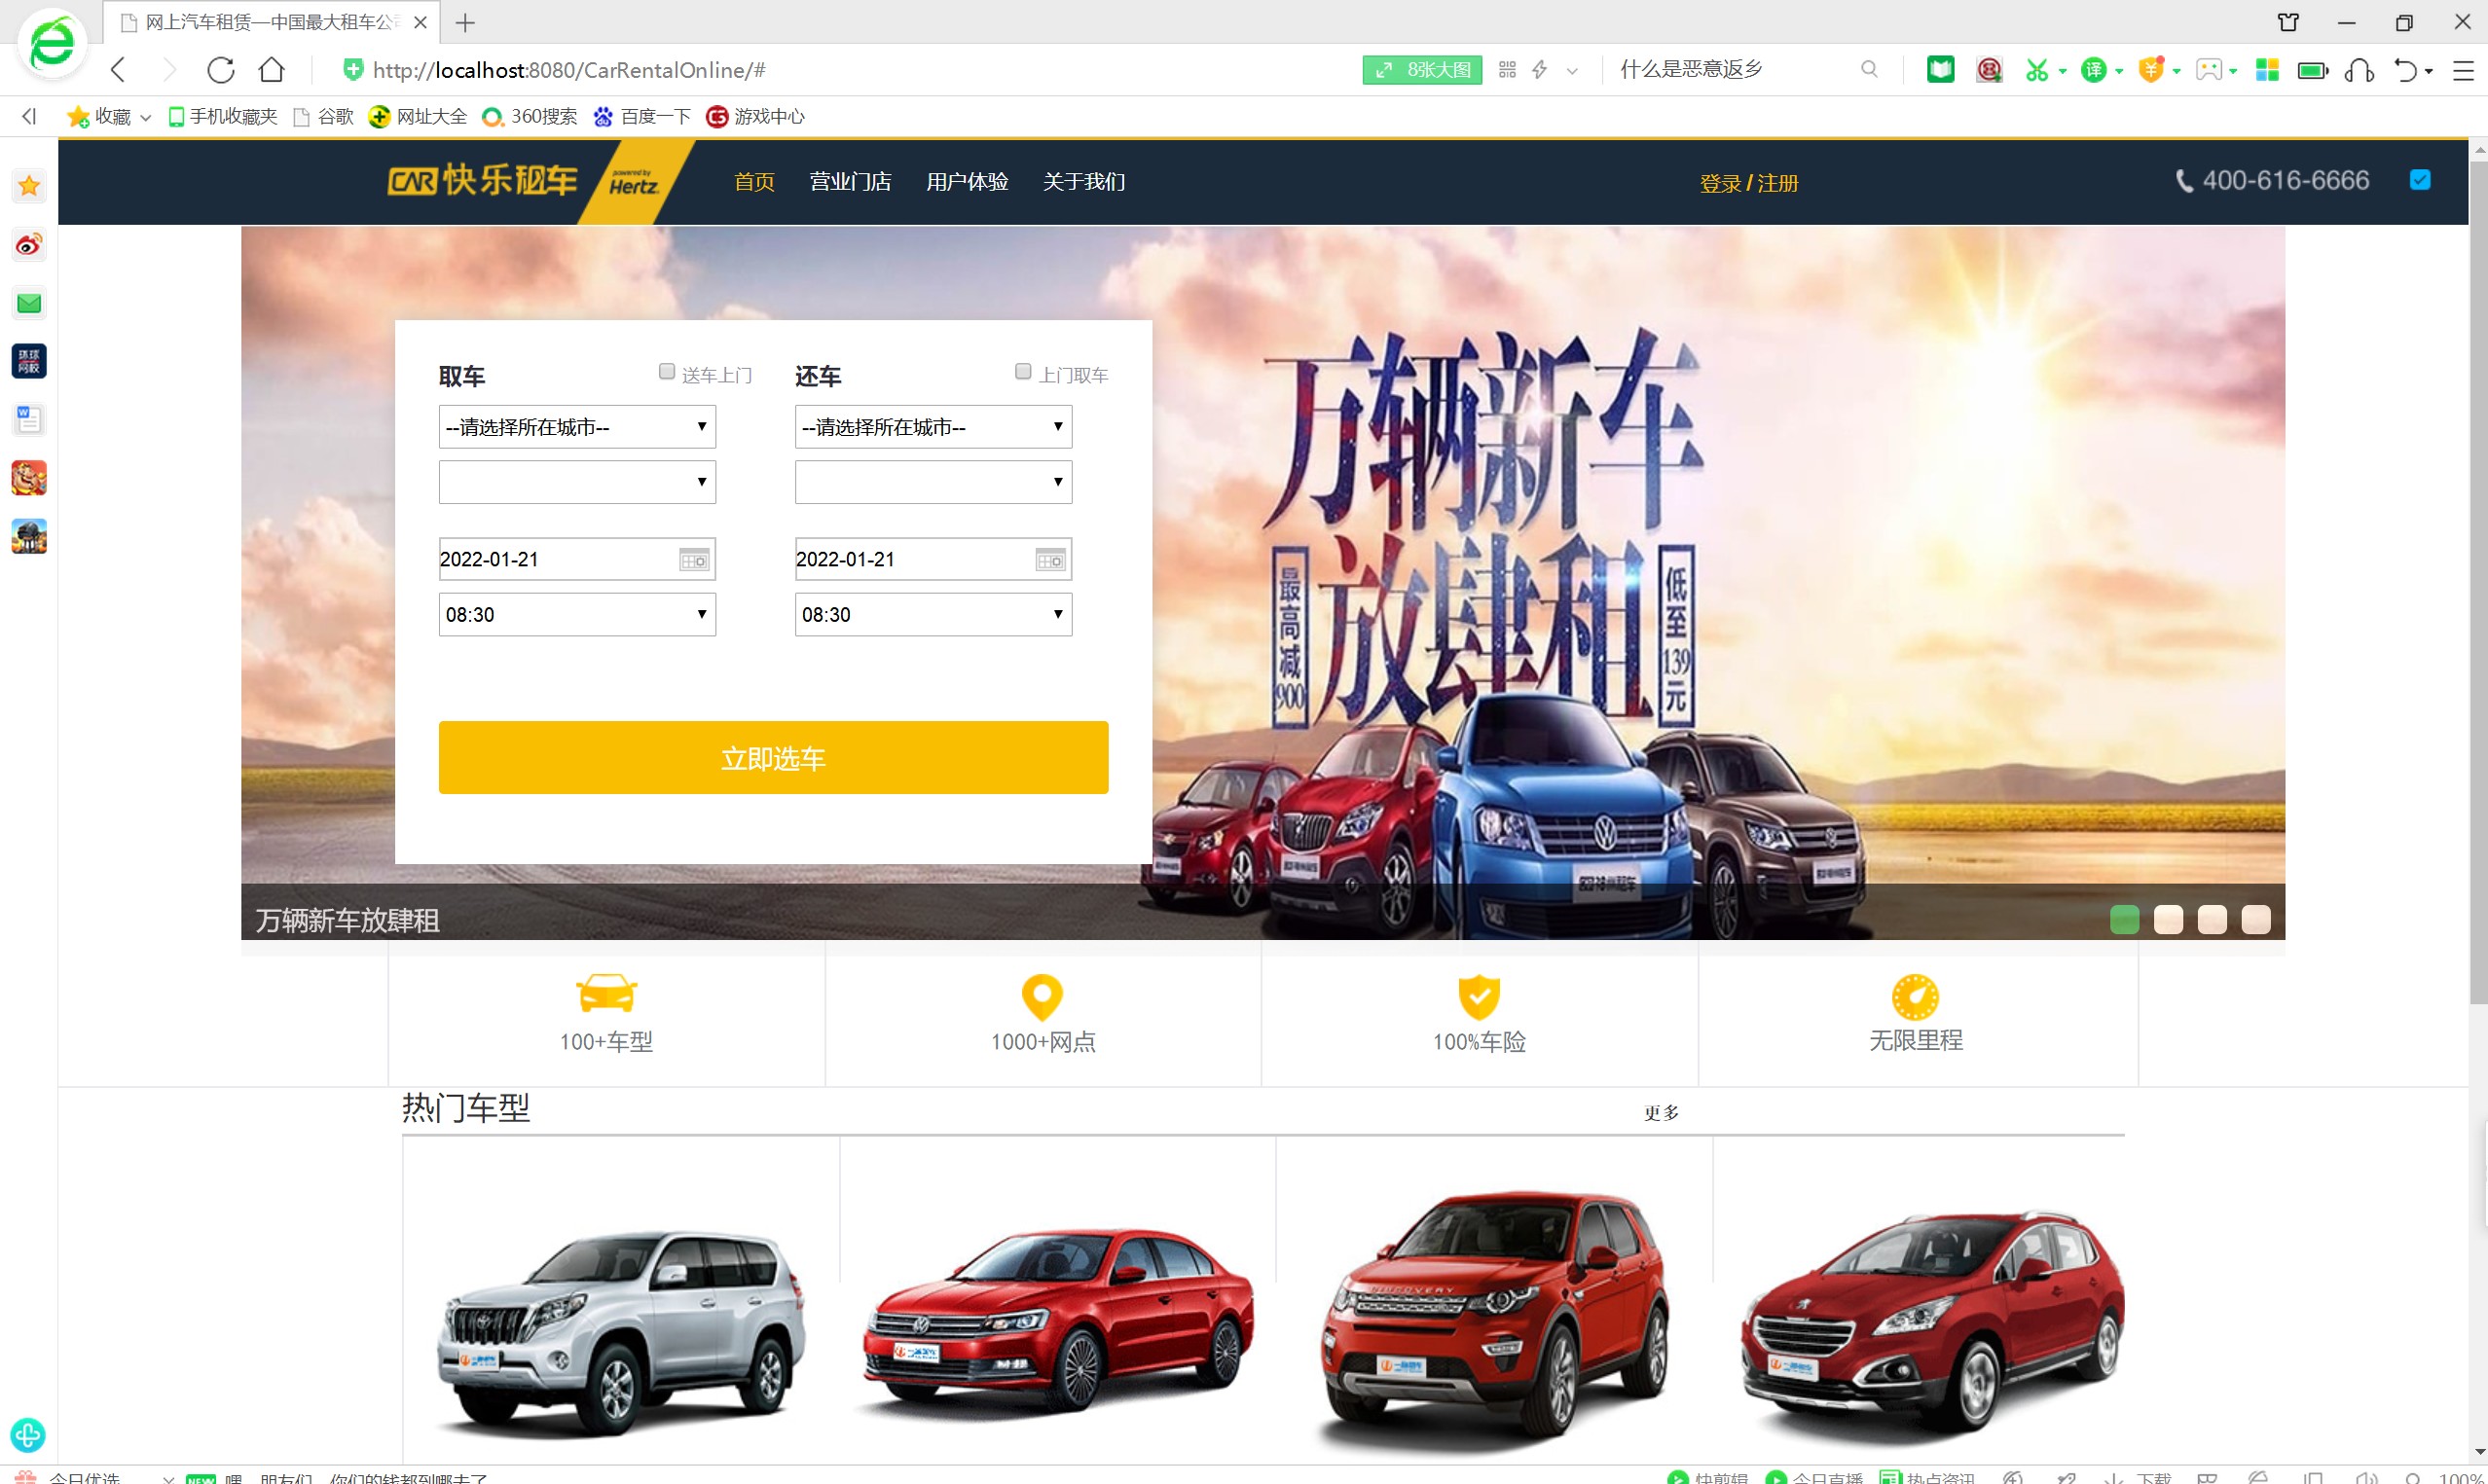 网上汽车租赁—中国最大租车公司
http://localhost:8080/CarRentalOnline/#
8张大图
什么是恶意返乡
收藏 手机收藏夹 谷歌 网址大全 360搜索 百度一下 游戏中心
CAR 快乐租车
powered by
Hertz.
首页 营业门店 用户体验 关于我们
登录 / 注册
400-616-6666
环球
网校
取车 送车上门
还车 上门取车
--请选择所在城市-- --请选择所在城市--
2022-01-21 2022-01-21
08:30 08:30
立即选车
万辆新车
放肆租
最高减900
低至139元
神州租车
万辆新车放肆租
100+车型 1000+网点 100%车险 无限里程
热门车型 更多
DISCOVERY
今日优选 NEW 嘿，朋友们，你们的钱都到哪去了
快剪辑 今日直播 热点资讯 下载 100%